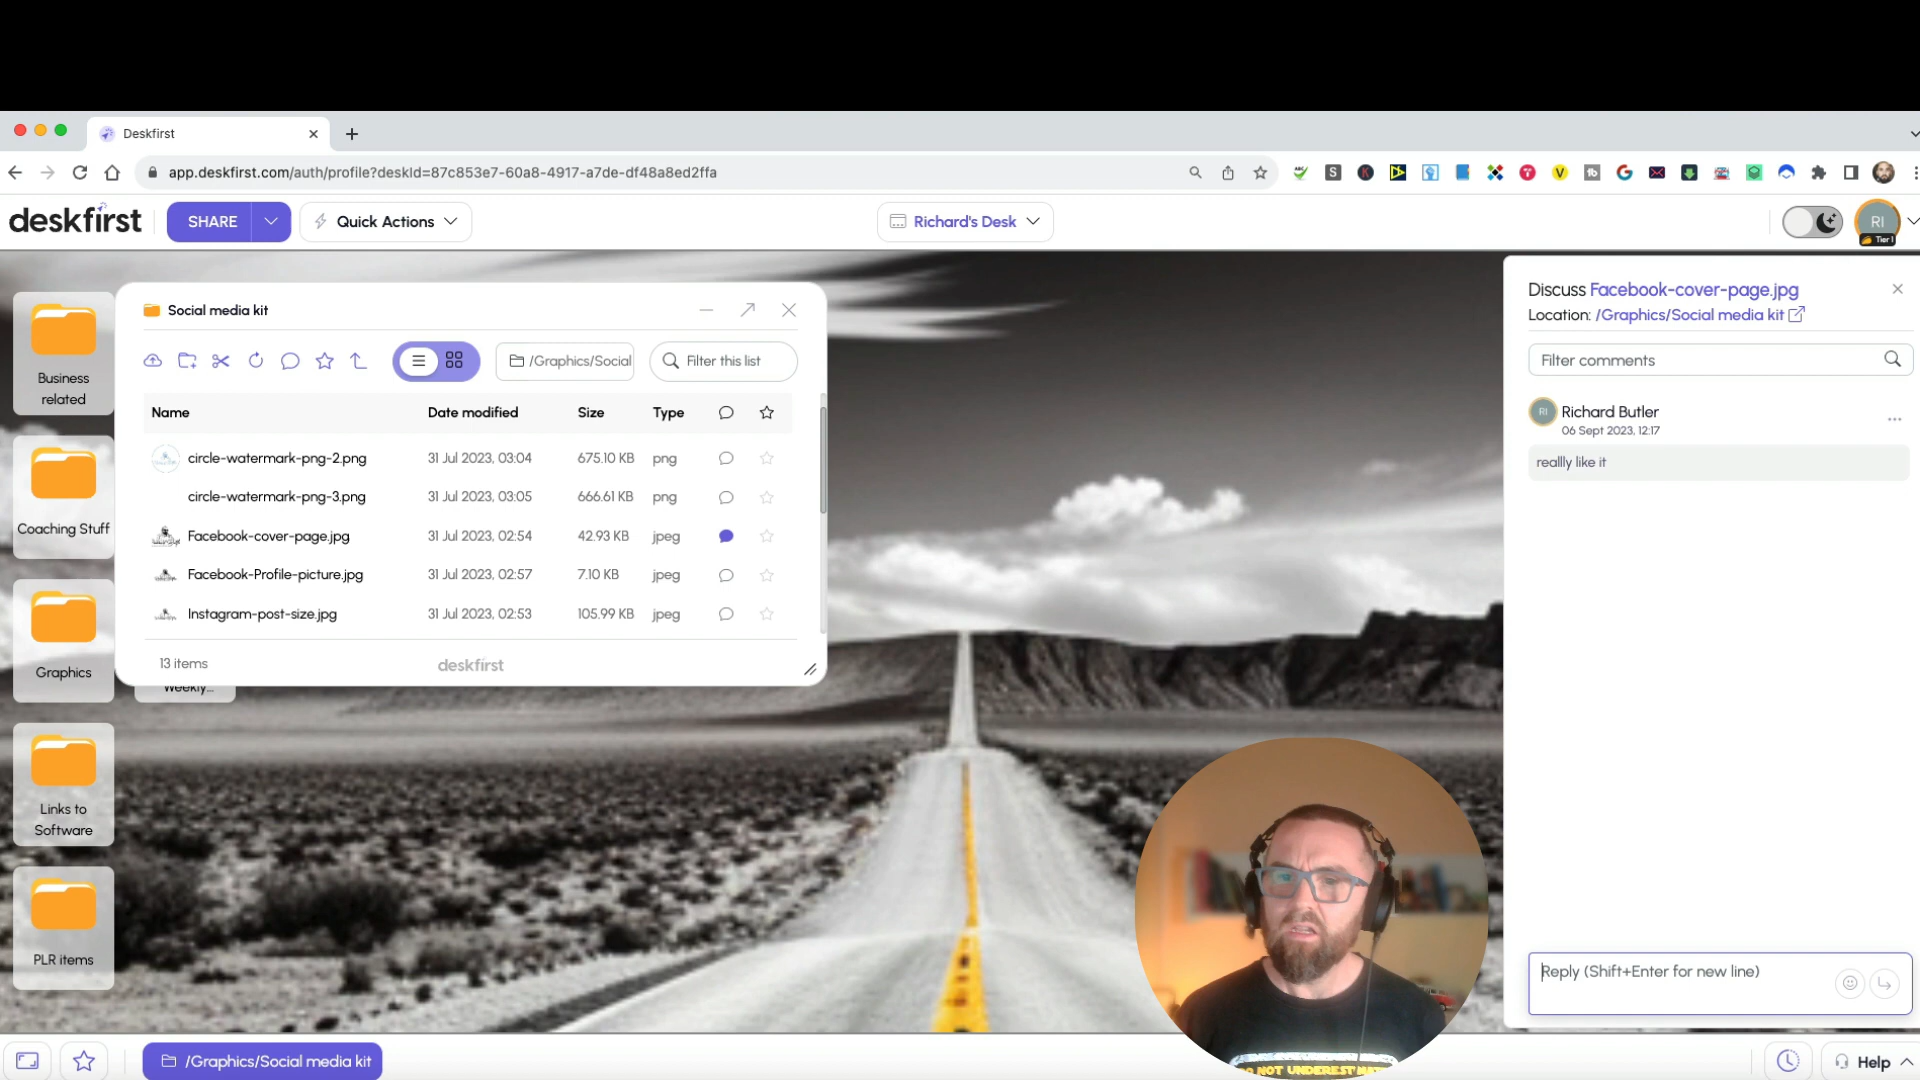 Deskfirst
app.deskfirst.com/auth/profile?deskId=87c853e7-60a8-4917-a7de-df48a8ed2ffa
deskfirst
SHARE
Quick Actions
Richard's Desk
RI
Tier 1
Business
related
Coaching Stuff
Graphics
Links to
Software
PLR items
Weekly...
Social media kit
/Graphics/Social
Filter this list
Name Date modified Size Type
circle-watermark-png-2.png 31 Jul 2023, 03:04 675.10 KB png
circle-watermark-png-3.png 31 Jul 2023, 03:05 666.61 KB png
Facebook-cover-page.jpg 31 Jul 2023, 02:54 42.93 KB jpeg
Facebook-Profile-picture.jpg 31 Jul 2023, 02:57 7.10 KB jpeg
Instagram-post-size.jpg 31 Jul 2023, 02:53 105.99 KB jpeg
13 items
deskfirst
Discuss Facebook-cover-page.jpg
Location: /Graphics/Social media kit
Filter comments
RI
Richard Butler
06 Sept 2023, 12:17
reallly like it
Reply (Shift+Enter for new line)
NOT UNDEREST
/Graphics/Social media kit
Help